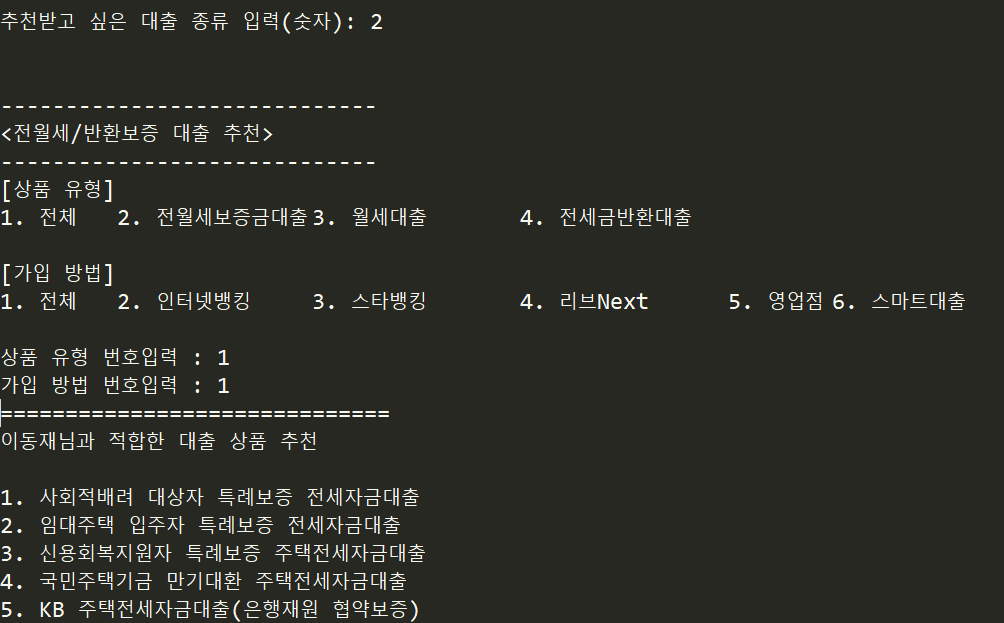 추천받고 싶은 대출 종류 입력(숫자): 2
-----------------------------
<전월세/반환보증 대출 추천>
-----------------------------
[상품 유형]
1. 전체 2. 전월세보증금대출 3. 월세대출 4. 전세금반환대출
[가입 방법]
1. 전체 2. 인터넷뱅킹 3. 스타뱅킹 4. 리브Next 5. 영업점 6. 스마트대출
상품 유형 번호입력 : 1
가입 방법 번호입력 : 1
==============================
이동재님과 적합한 대출 상품 추천
1. 사회적배려 대상자 특례보증 전세자금대출
2. 임대주택 입주자 특례보증 전세자금대출
3. 신용회복지원자 특례보증 주택전세자금대출
4. 국민주택기금 만기대환 주택전세자금대출
5. KB 주택전세자금대출(은행재원 협약보증)